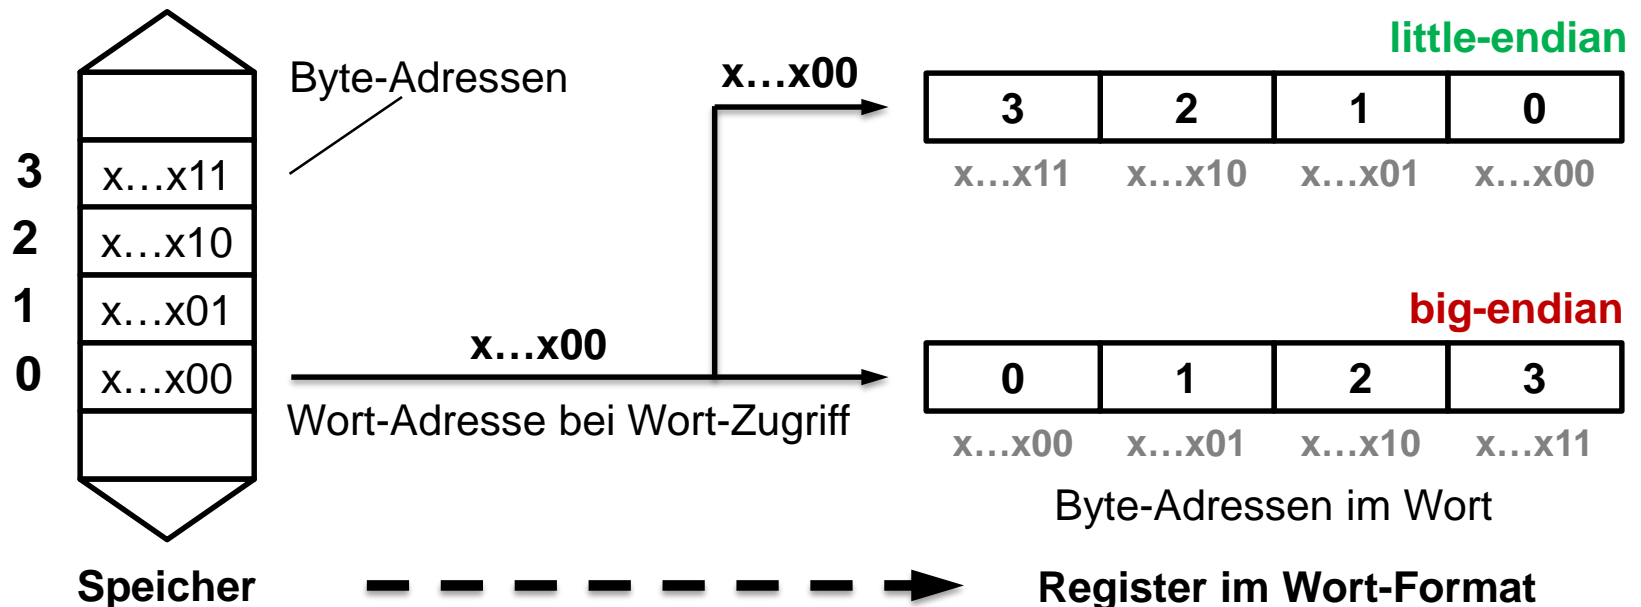 little-endian
Byte-Adressen
x…x00
3 2 1 0
x…x11 x…x10 x…x01 x…x00
3 x…x11
2 x…x10
1 x…x01
0 x…x00
x…x00
Wort-Adresse bei Wort-Zugriff
big-endian
0 1 2 3
x…x00 x…x01 x…x10 x…x11
Byte-Adressen im Wort
Speicher
Register im Wort-Format